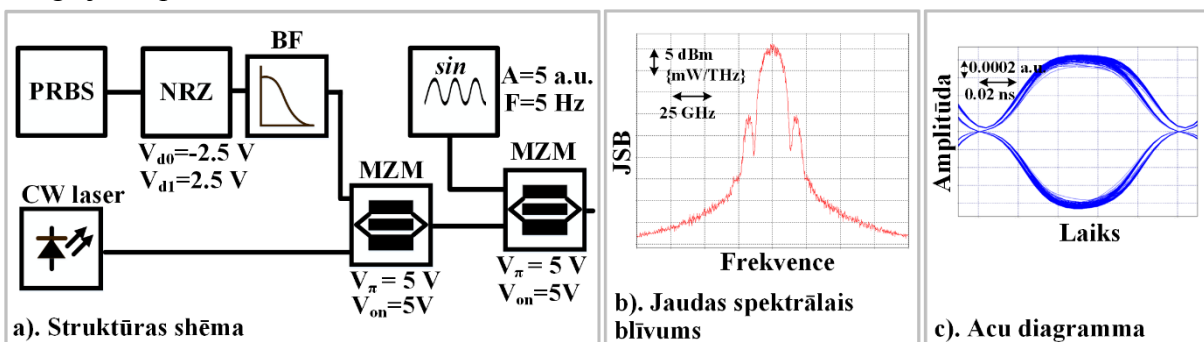 BF
PRBS
NRZ
V_d0=-2.5 V
V_d1=2.5 V
sin
A=5 a.u.
F=5 Hz
MZM
MZM
CW laser
V_π = 5 V
V_on=5V
V_π = 5 V
V_on=5V
a). Struktūras shēma
5 dBm
{mW/THz}
25 GHz
JSB
Frekvence
b). Jaudas spektrālais
blīvums
0.0002 a.u.
0.02 ns
Amplitūda
Laiks
c). Acu diagramma